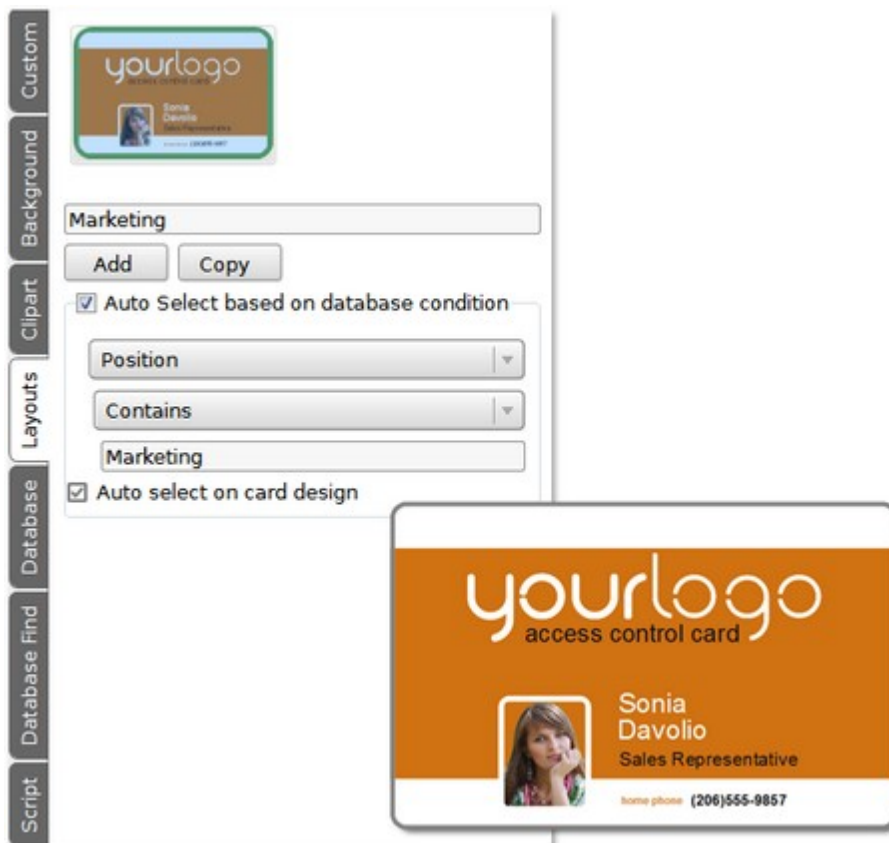 Custom
Background
Clipart
Layouts
Database
Database Find
Script
yourlogo
access control card
Sonia
Davolio
Sales Representative
Marketing
Add Copy
Auto Select based on database condition
Position
Contains
Marketing
Auto select on card design
yourlogo
access control card
Sonia
Davolio
Sales Representative
home phone (206)555-9857